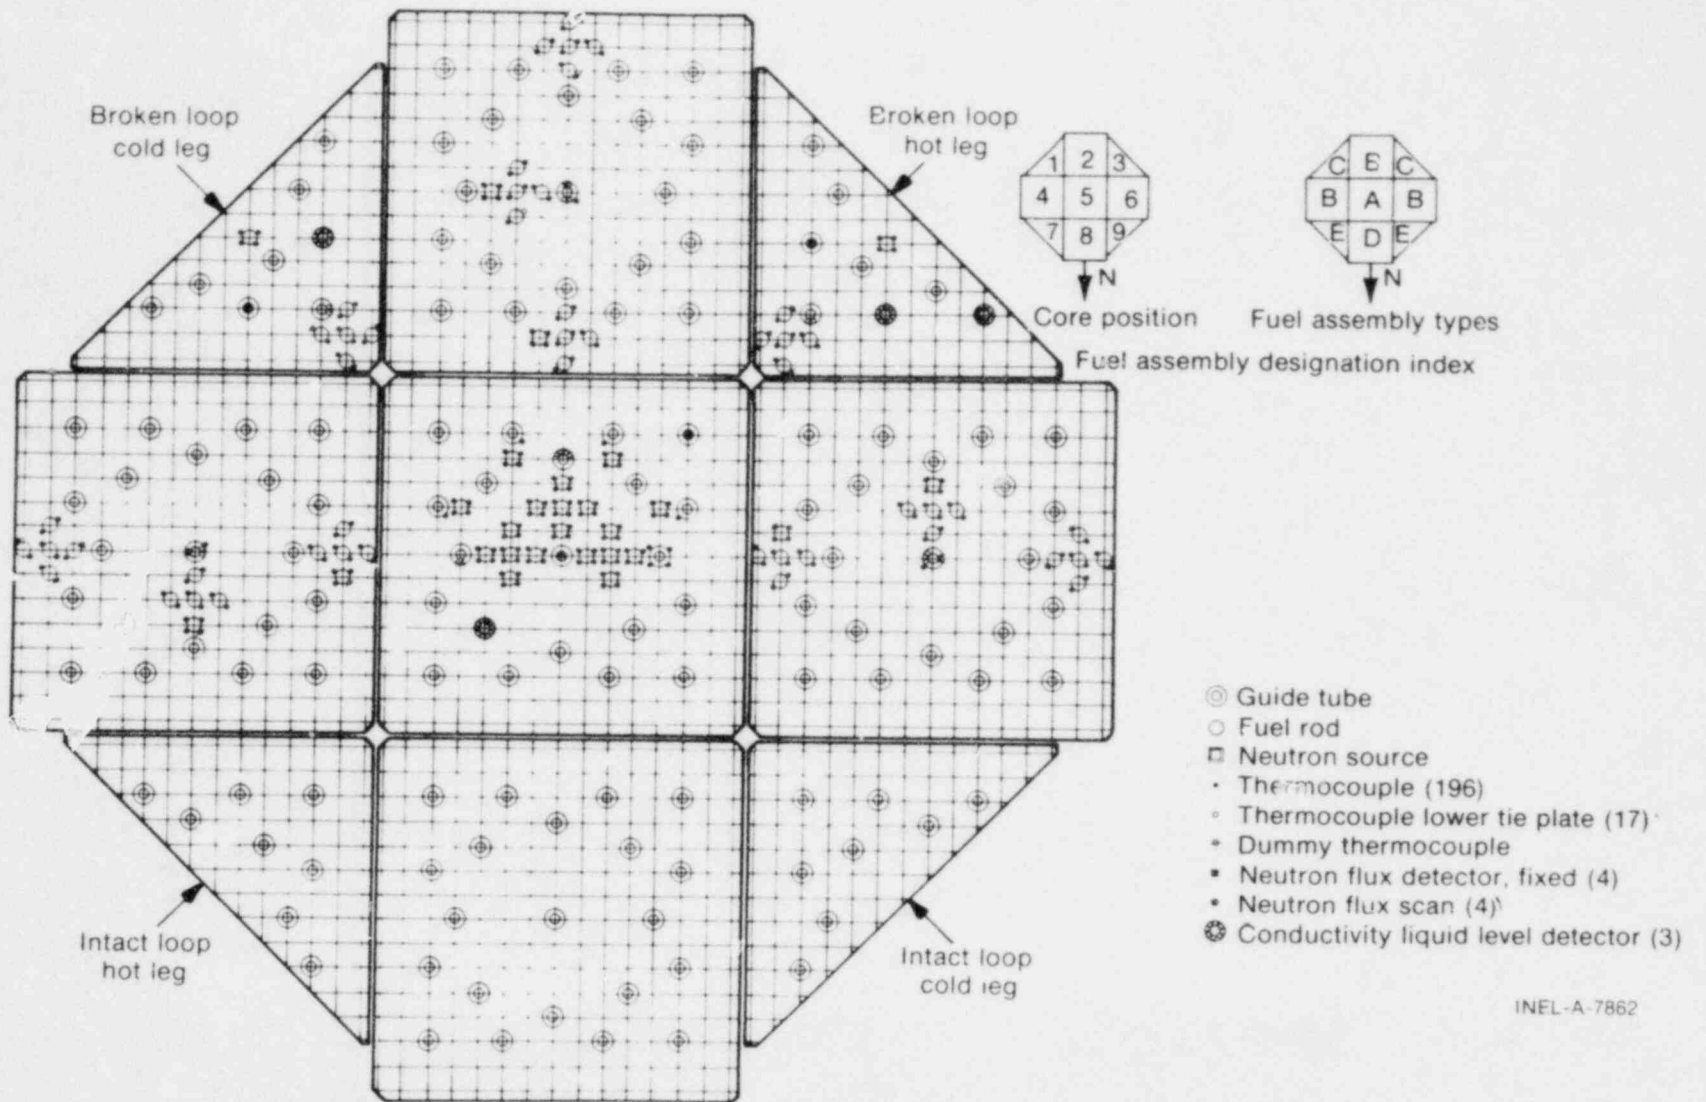 Broken loop
cold leg
Broken loop
hot leg
1 2 3
4 5 6
7 8 9
N
Core position
C B C
B A B
E D E
N
Fuel assembly types
Fuel assembly designation index
Guide tube
Fuel rod
Neutron source
Thermocouple (196)
Thermocouple lower tie plate (17)
Dummy thermocouple
Neutron flux detector, fixed (4)
Neutron flux scan (4)
Conductivity liquid level detector (3)
Intact loop
hot leg
Intact loop
cold leg
INEL-A-7862